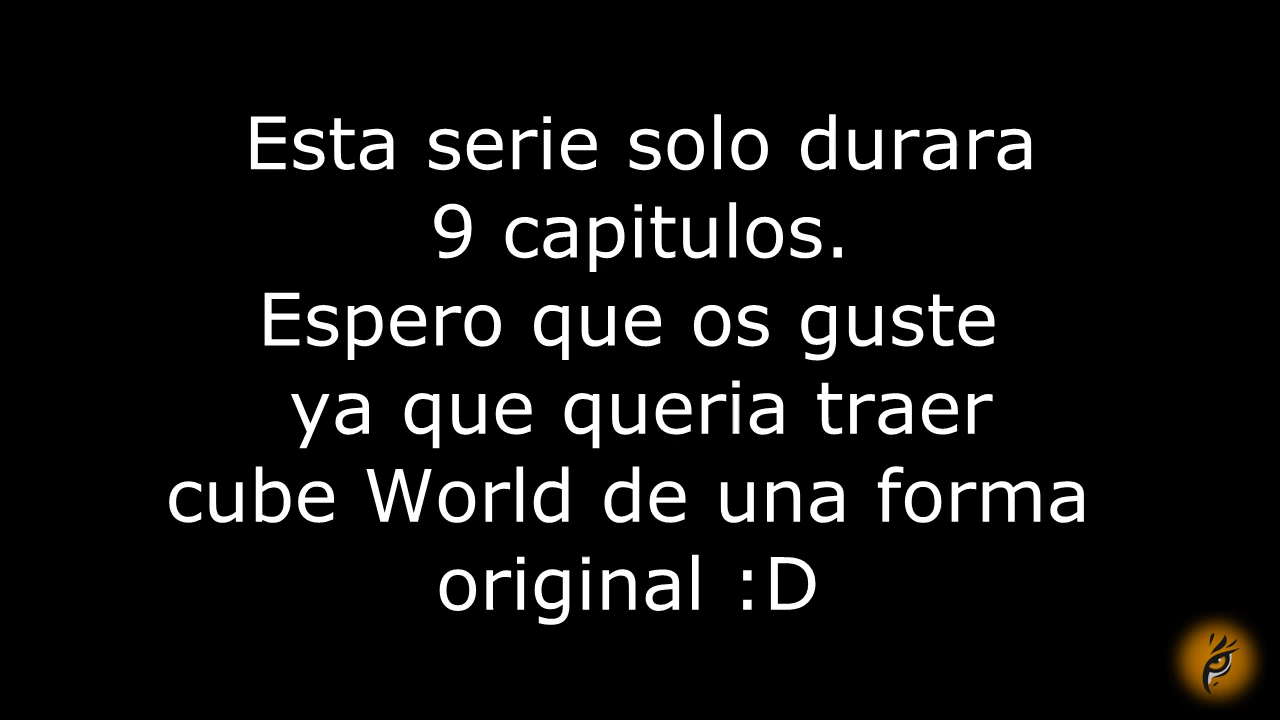 Esta serie solo durara
9 capitulos.
Espero que os guste
ya que queria traer
cube World de una forma
original :D